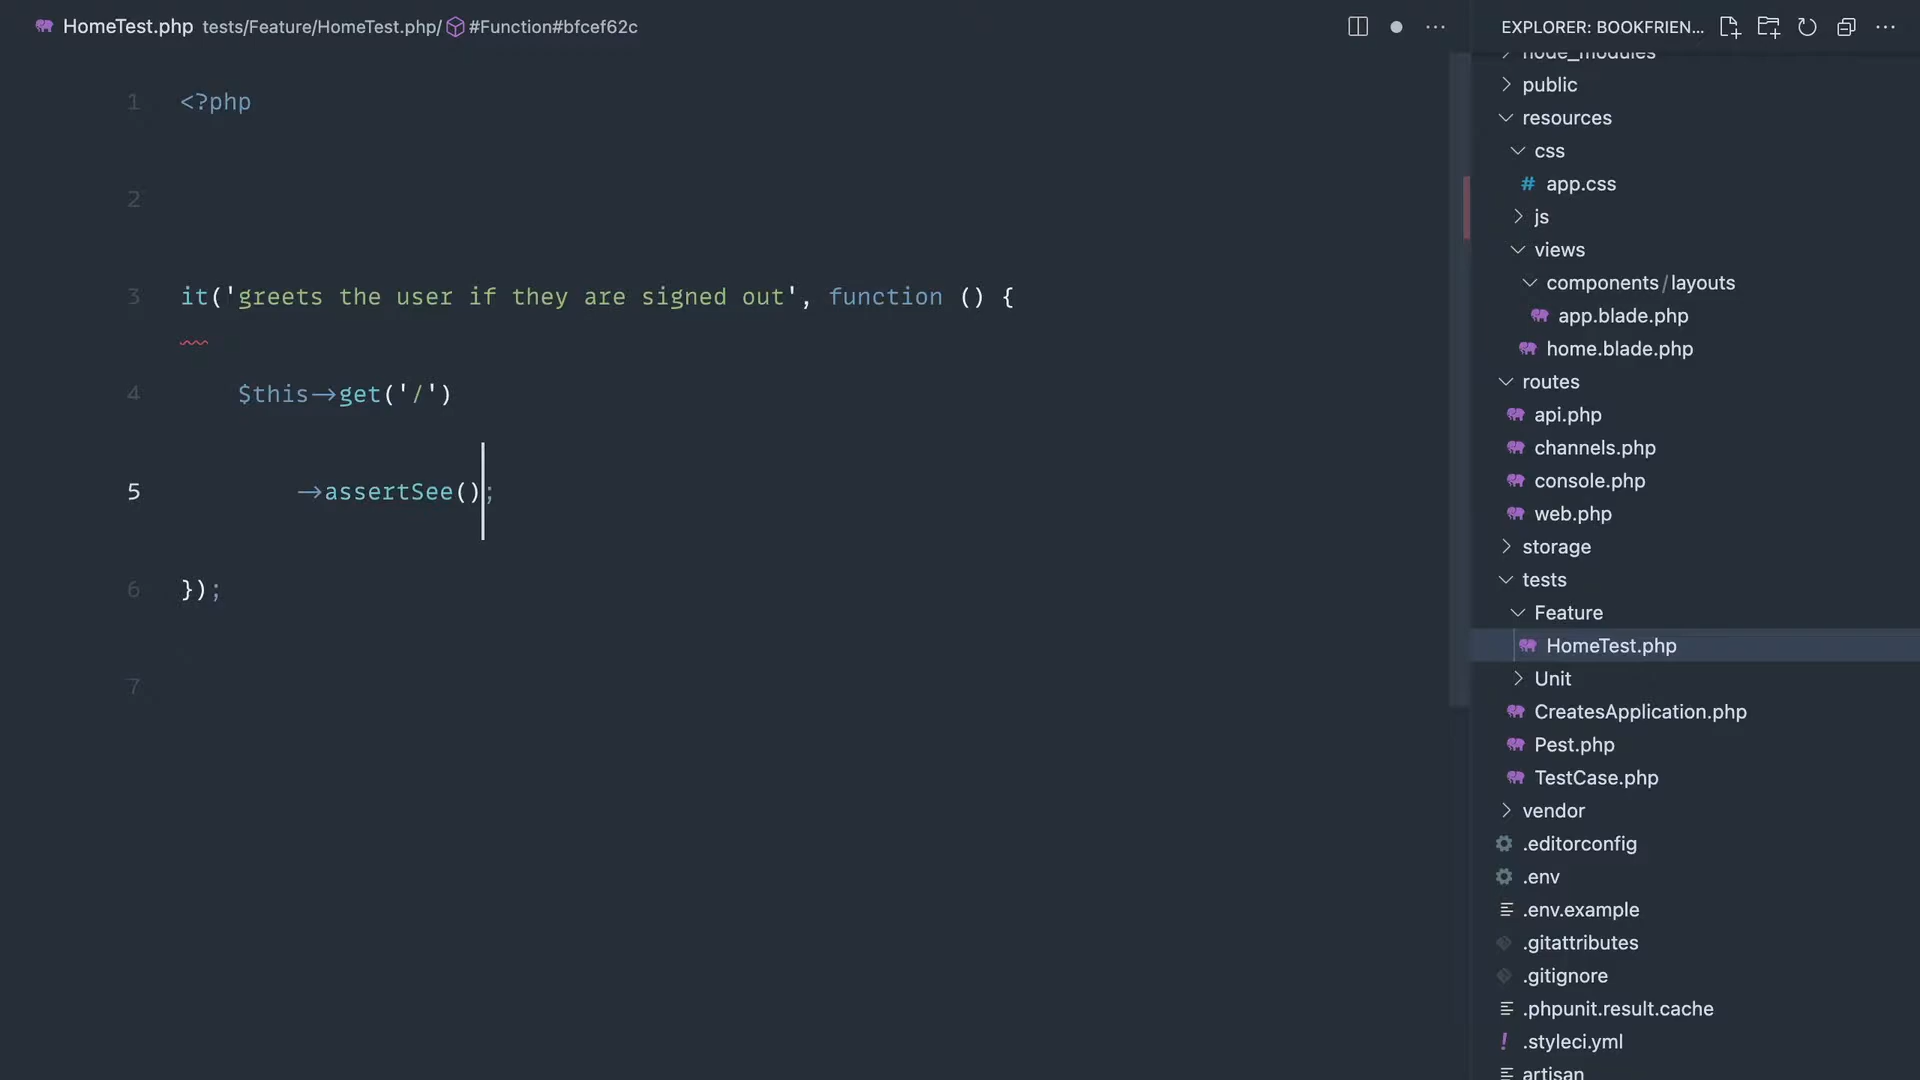 HomeTest.php tests/Feature/HomeTest.php/ #Function#bfcef62c
1 <?php
2
3 it('greets the user if they are signed out', function () {
4 $this->get('/')
5 ->assertSee();
6 });
7
EXPLORER: BOOKFRIEN...
node_modules
public
resources
css
# app.css
js
views
components/layouts
app.blade.php
home.blade.php
routes
api.php
channels.php
console.php
web.php
storage
tests
Feature
HomeTest.php
Unit
CreatesApplication.php
Pest.php
TestCase.php
vendor
.editorconfig
.env
.env.example
.gitattributes
.gitignore
.phpunit.result.cache
! .styleci.yml
artisan